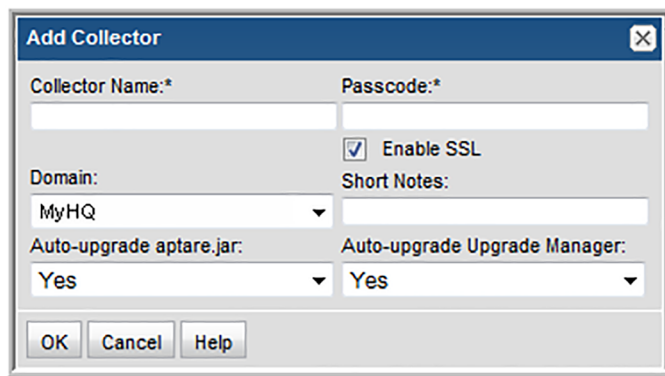 Add Collector
Collector Name:*
Passcode:*
Enable SSL
Domain:
Short Notes:
MyHQ
Auto-upgrade aptare.jar:
Auto-upgrade Upgrade Manager:
Yes
Yes
OK
Cancel
Help